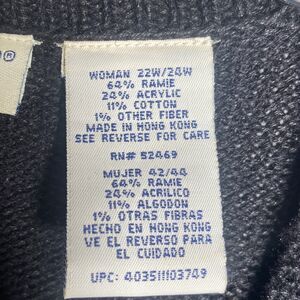 ®
WOMAN 22W/24W
64% RAMIE
24% ACRYLIC
11% COTTON
1% OTHER FIBER
MADE IN HONG KONG
SEE REVERSE FOR CARE
RN# 52469
MUJER 42/44
64% RAMIE
24% ACRILICO
11% ALGODON
1% OTRAS FIBRAS
HECHO EN HONG KONG
VE EL REVERSO PARA
EL CUIDADO
UPC: 403511103749